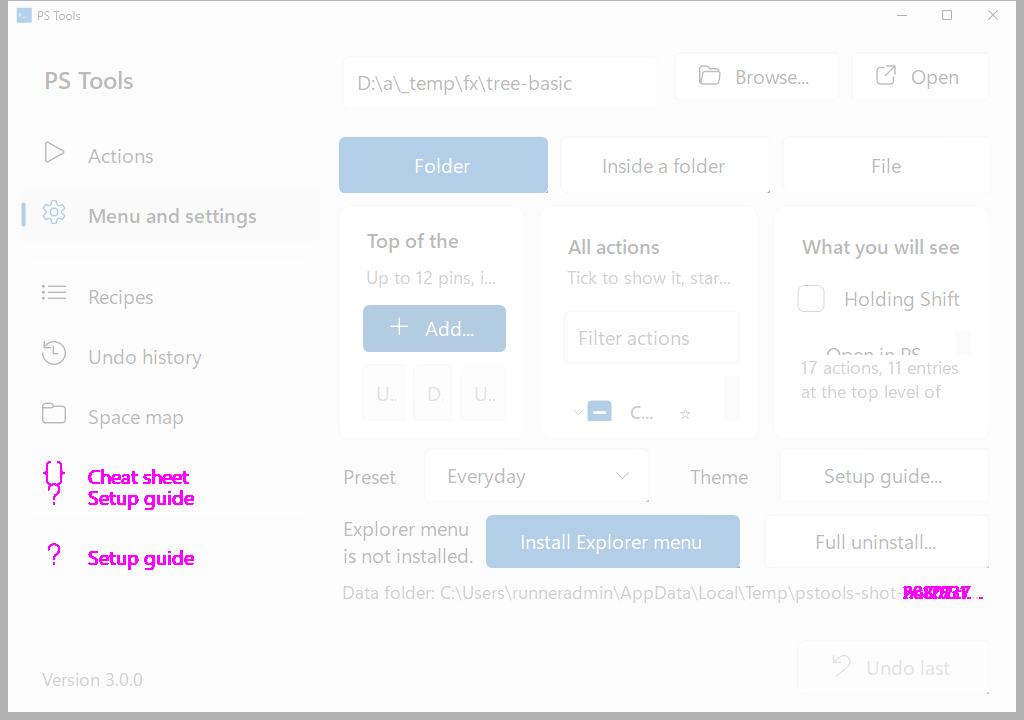 PS Tools
PS Tools
D:\a\_temp\fx\tree-basic
Browse...
Open
Actions
Menu and settings
Recipes
Undo history
Space map
Cheat sheet
Setup guide
Setup guide
Version 3.0.0
Folder
Inside a folder
File
Top of the
Up to 12 pins, i...
Add...
U..
D
U..
All actions
Tick to show it, star...
Filter actions
C...
What you will see
Holding Shift
Open in PS
17 actions, 11 entries
at the top level of
Preset
Everyday
Theme
Setup guide...
Explorer menu
is not installed.
Install Explorer menu
Full uninstall...
Data folder: C:\Users\runneradmin\AppData\Local\Temp\pstools-shot-
Undo last